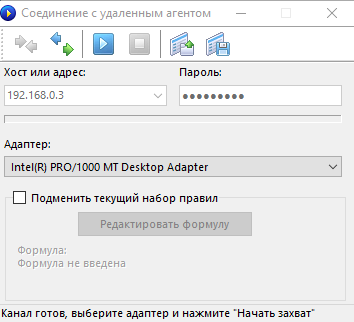 Соединение с удаленным агентом
Хост или адрес: Пароль:
192.168.0.3 ●●●●●●●●●
Адаптер:
Intel(R) PRO/1000 MT Desktop Adapter
Подменить текущий набор правил
Редактировать формулу
Формула:
Формула не введена
Канал готов, выберите адаптер и нажмите "Начать захват"